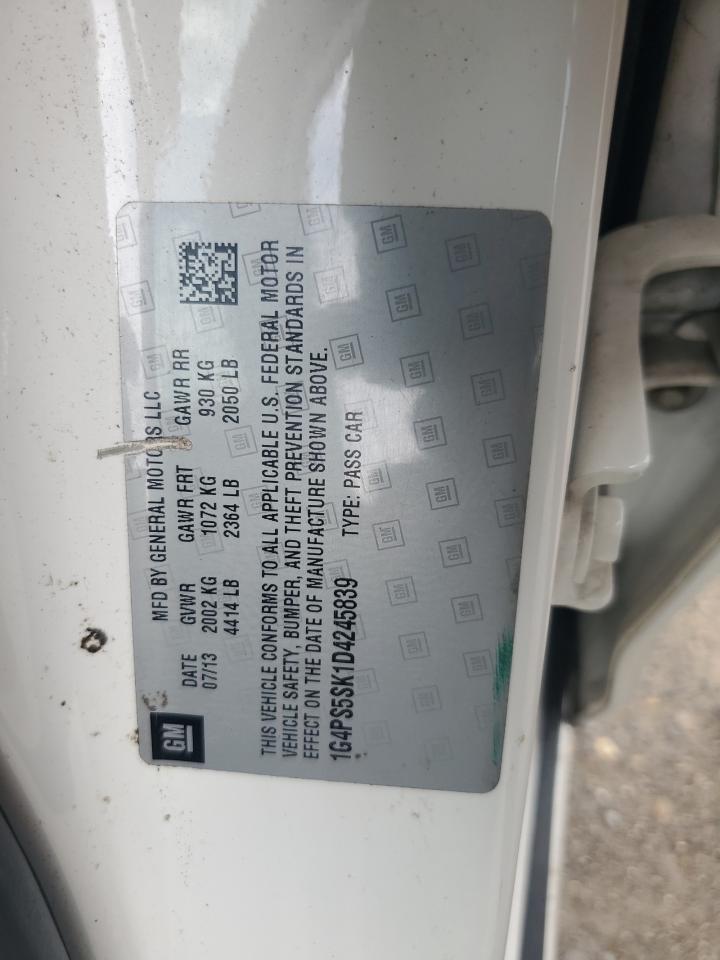 GM
MFD BY GENERAL MOTORS LLC
DATE GVWR GAWR FRT GAWR RR
07/13 2002 KG 1072 KG 930 KG
4414 LB 2364 LB 2050 LB
THIS VEHICLE CONFORMS TO ALL APPLICABLE U.S. FEDERAL MOTOR
VEHICLE SAFETY, BUMPER, AND THEFT PREVENTION STANDARDS IN
EFFECT ON THE DATE OF MANUFACTURE SHOWN ABOVE.
1G4PS5SK1D4245839 TYPE: PASS CAR